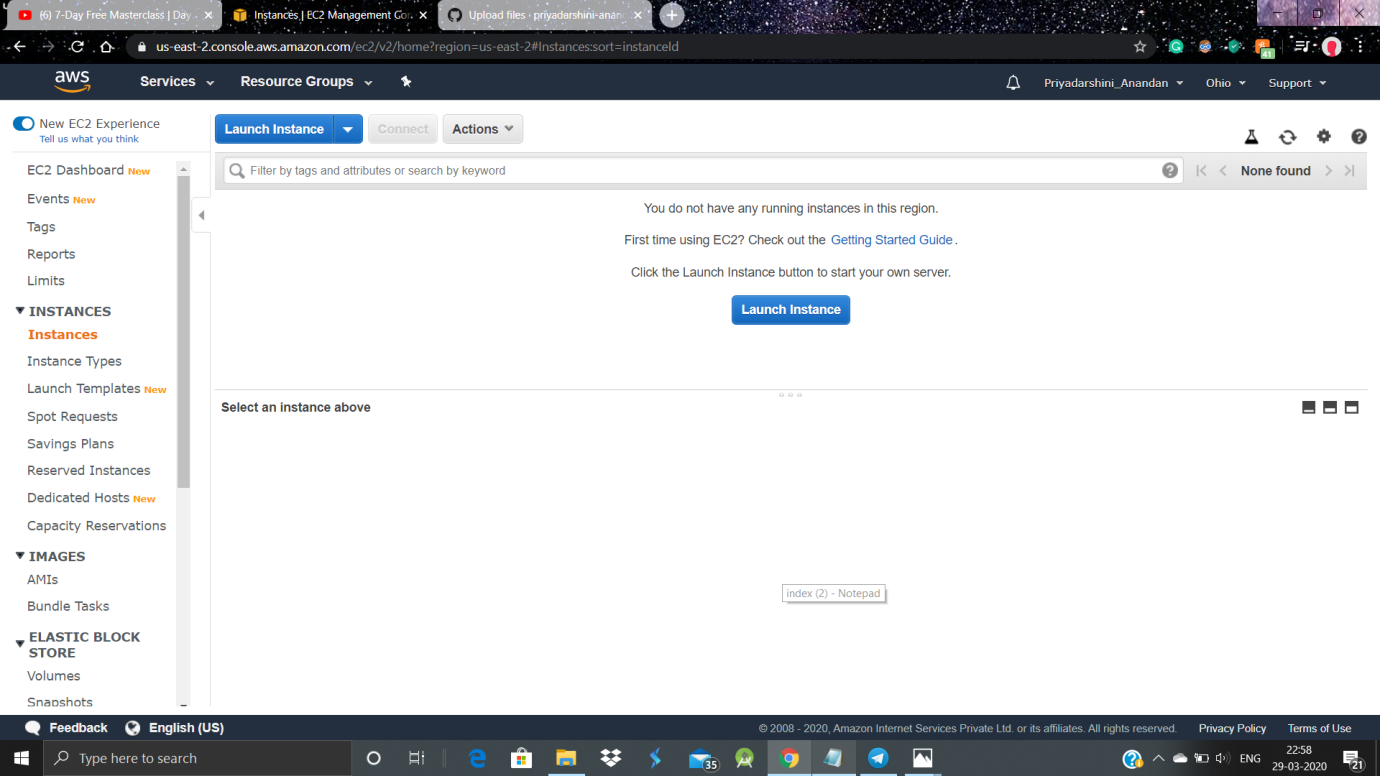 (6) 7-Day Free Masterclass | Day
Instances | EC2 Management Con
Upload files · priyadarshini-anan
us-east-2.console.aws.amazon.com/ec2/v2/home?region=us-east-2#Instances:sort=instanceId
41
aws
Services
Resource Groups
Priyadarshini_Anandan
Ohio
Support
New EC2 Experience
Tell us what you think
Launch Instance
Connect
Actions
Filter by tags and attributes or search by keyword
None found
EC2 Dashboard New
Events New
Tags
Reports
Limits
INSTANCES
Instances
Instance Types
Launch Templates New
Spot Requests
Savings Plans
Reserved Instances
Dedicated Hosts New
Capacity Reservations
IMAGES
AMIs
Bundle Tasks
ELASTIC BLOCK
STORE
Volumes
Snapshots
You do not have any running instances in this region.
First time using EC2? Check out the Getting Started Guide .
Click the Launch Instance button to start your own server.
Launch Instance
Select an instance above
index (2) - Notepad
Feedback
English (US)
© 2008 - 2020, Amazon Internet Services Private Ltd. or its affiliates. All rights reserved.
Privacy Policy
Terms of Use
Type here to search
35
ENG
22:58
29-03-2020
21